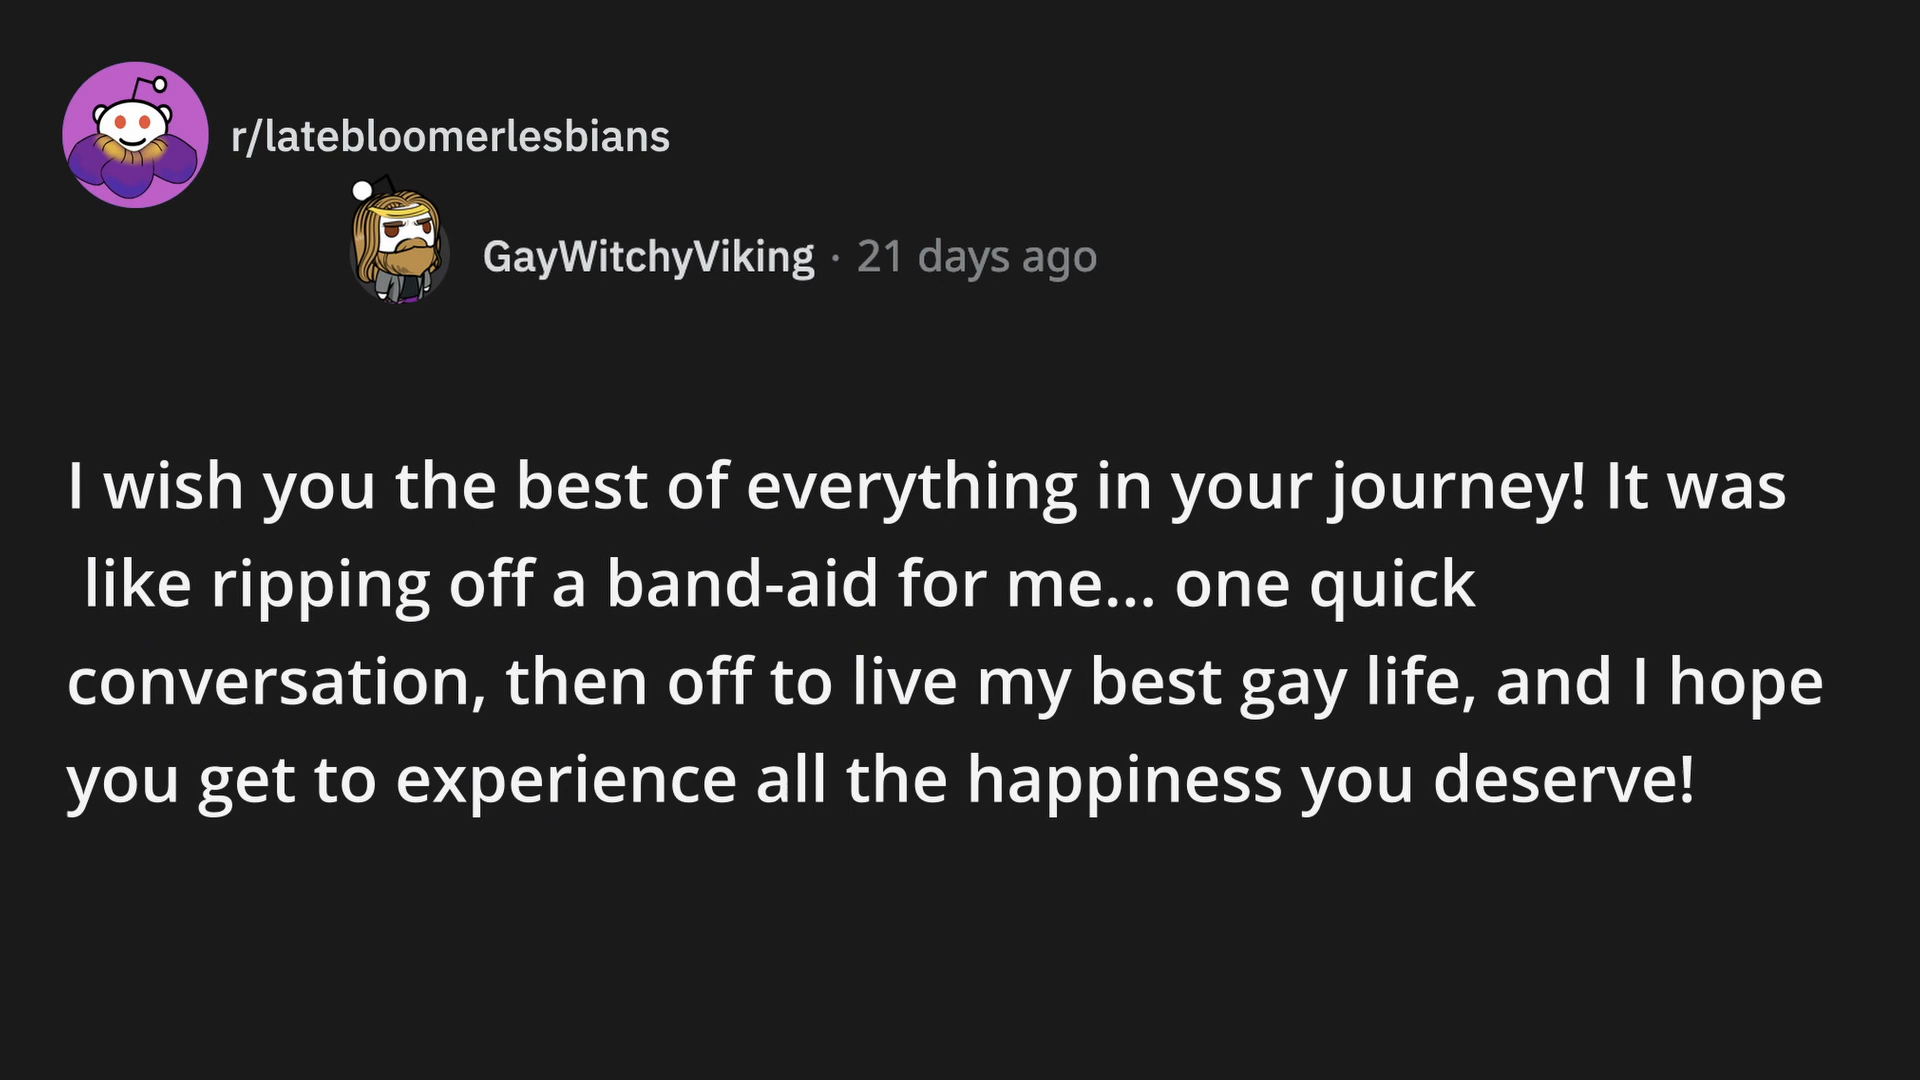 r/latebloomerlesbians
GayWitchyViking · 21 days ago
I wish you the best of everything in your journey! It was
like ripping off a band-aid for me... one quick
conversation, then off to live my best gay life, and I hope
you get to experience all the happiness you deserve!